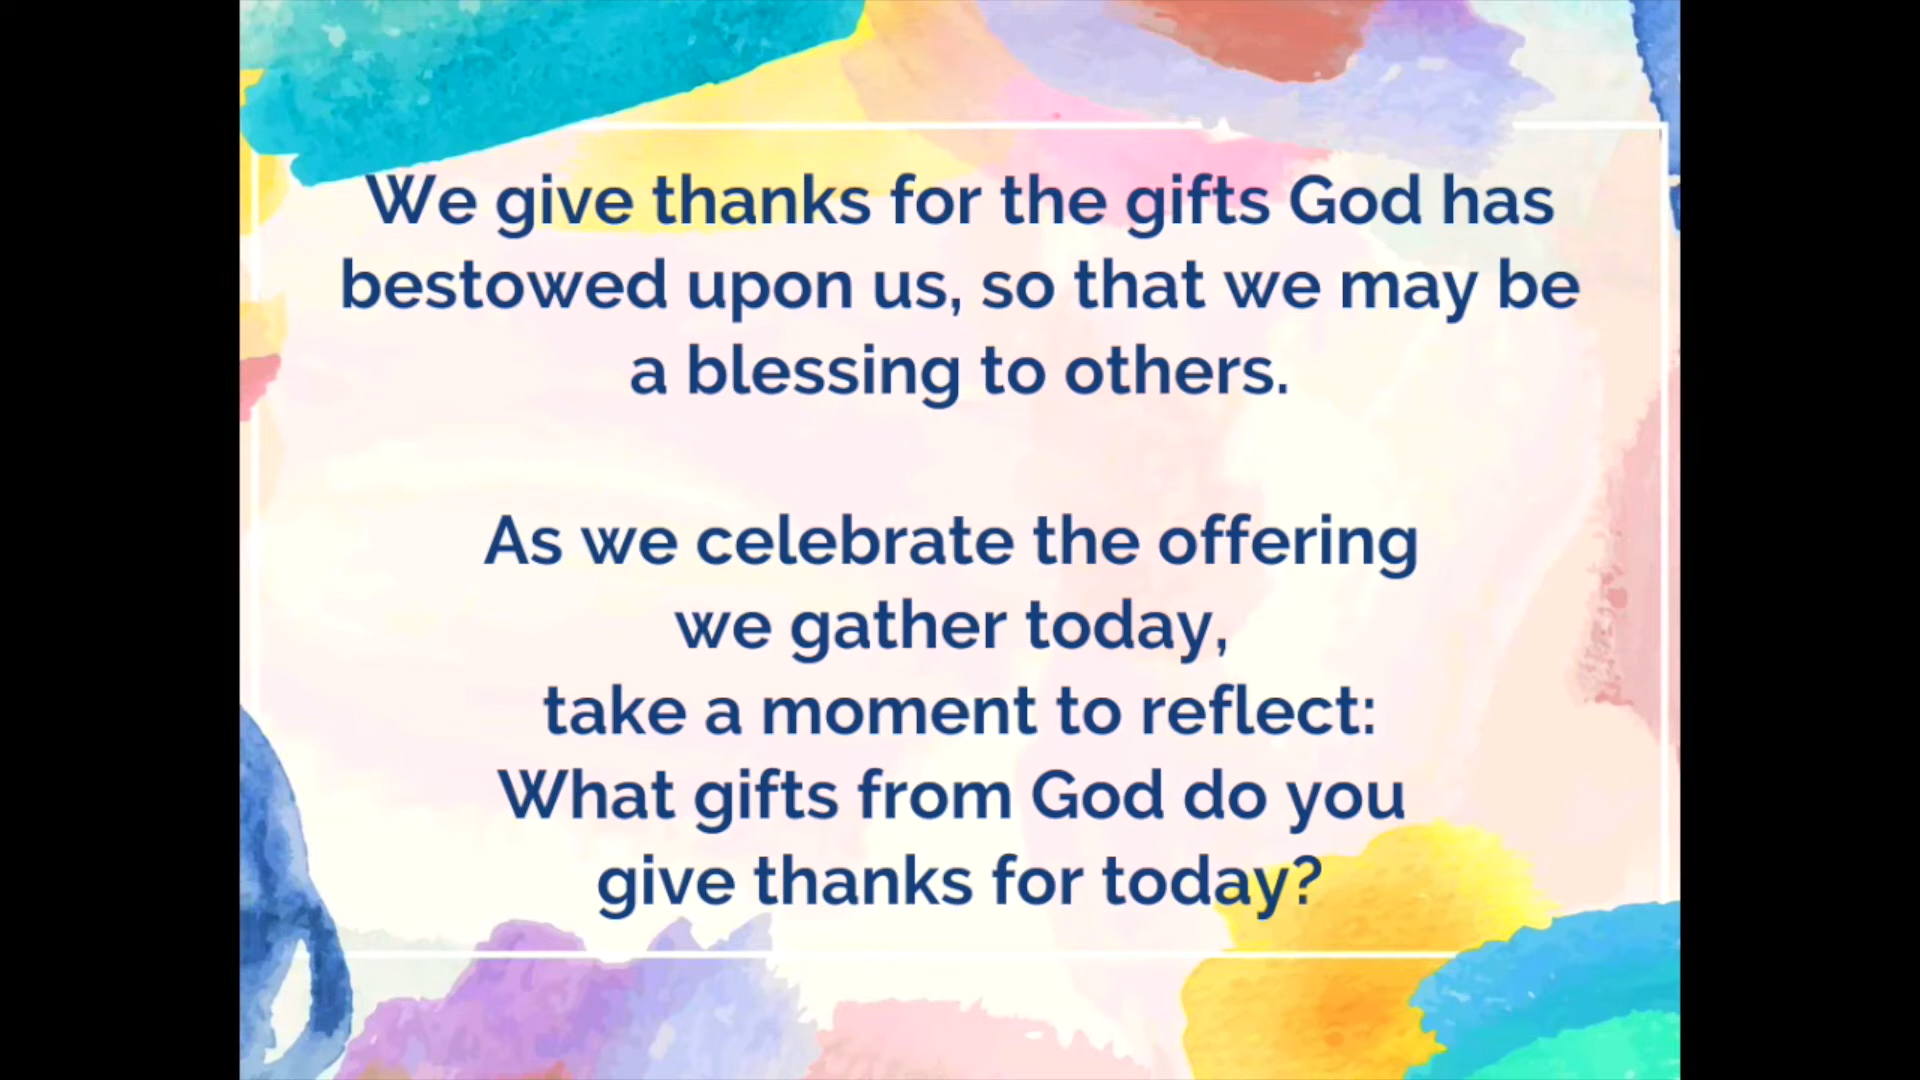 We give thanks for the gifts God has
bestowed upon us, so that we may be
a blessing to others.
As we celebrate the offering
we gather today,
take a moment to reflect:
What gifts from God do you
give thanks for today?